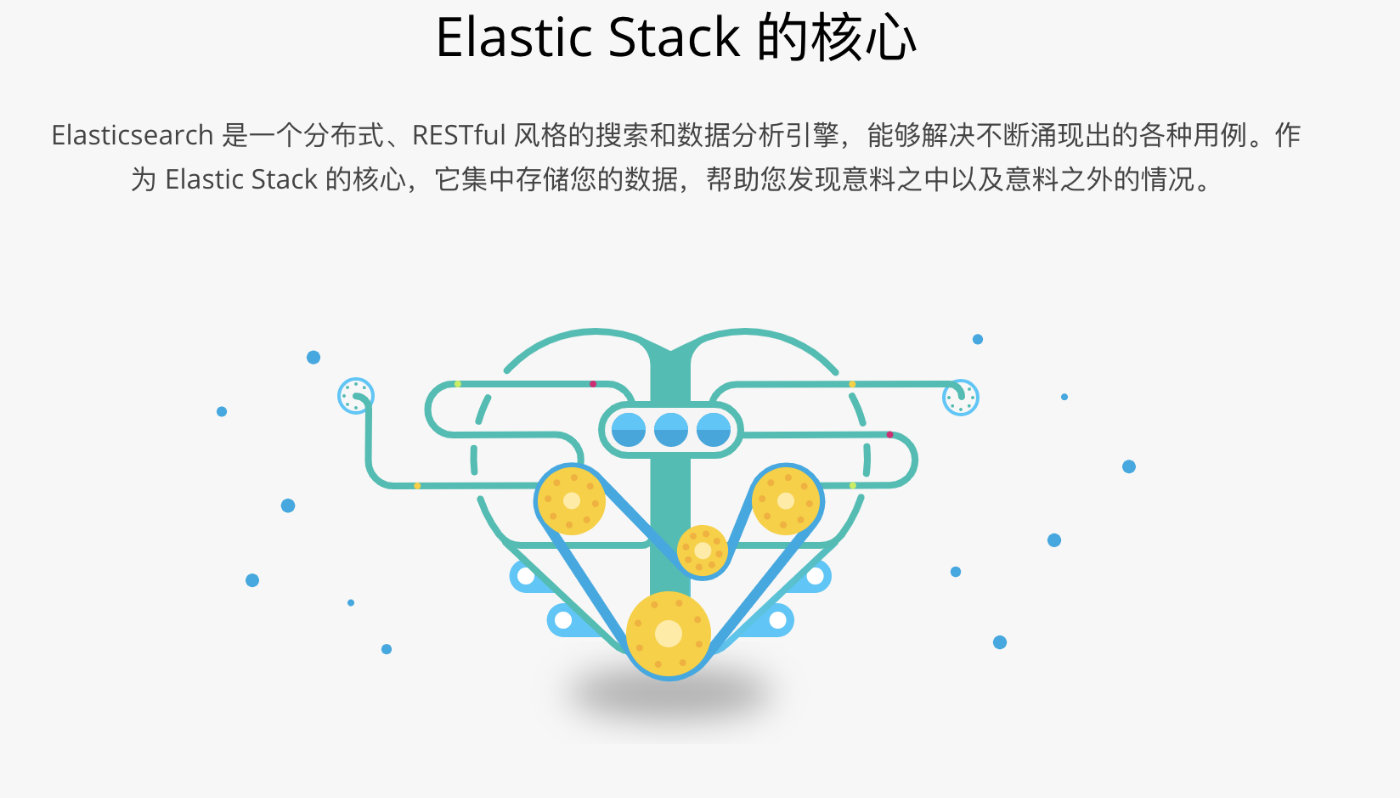 Elastic Stack 的核心
Elasticsearch 是一个分布式、RESTful 风格的搜索和数据分析引擎，能够解决不断涌现出的各种用例。作
为 Elastic Stack 的核心，它集中存储您的数据，帮助您发现意料之中以及意料之外的情况。